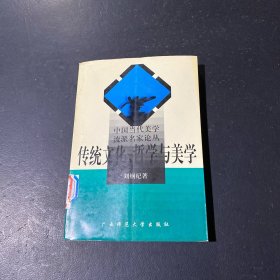 中国当代美学
流派名家论丛
传统文化、哲学与美学
刘纲纪著
广西师范大学出版社